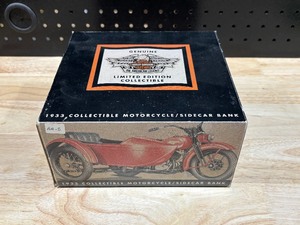 GENUINE
LIMITED EDITION
COLLECTIBLE
1933 COLLECTIBLE MOTORCYCLE/SIDECAR BANK
1933 COLLECTIBLE MOTORCYCLE/SIDECAR BANK